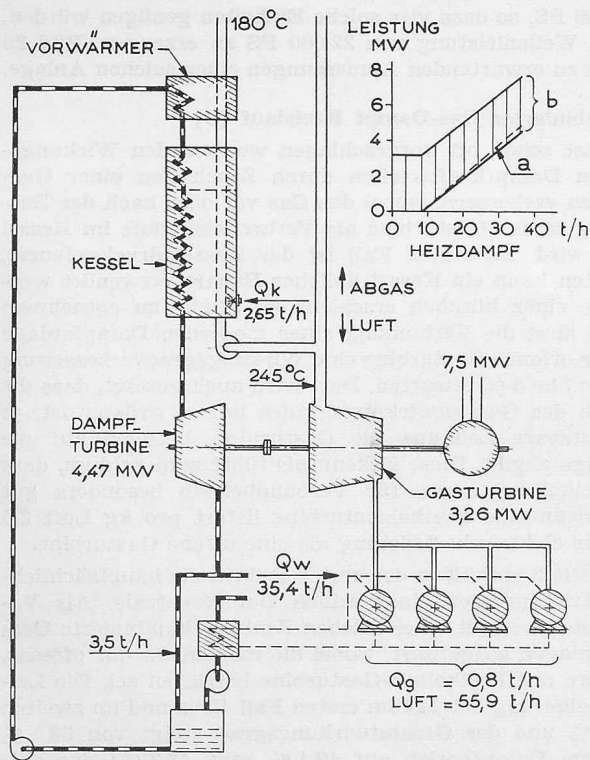 180°C
VORWÄRMER
KESSEL
Qk
2,65 t/h
ABGAS
LUFT
245°C
DAMPF-
TURBINE
4,47 MW
7,5 MW
GASTURBINE
3,26 MW
Qw
35,4 t/h
3,5 t/h
Qg = 0,8 t/h
LUFT = 55,9 t/h
LEISTUNG
MW
8
6
4
2
0
0 10 20 30 40 t/h
HEIZDAMPF
b
a